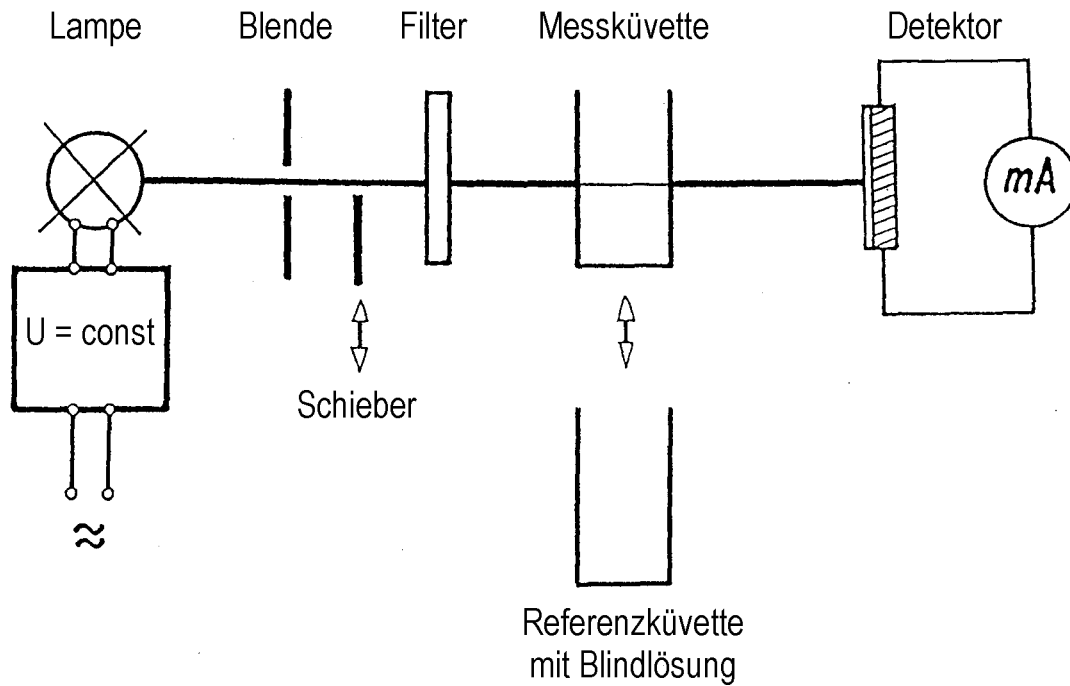 Lampe
Blende
Filter
Messküvette
Detektor
mA
U = const
Schieber
≈
Referenzküvette
mit Blindlösung